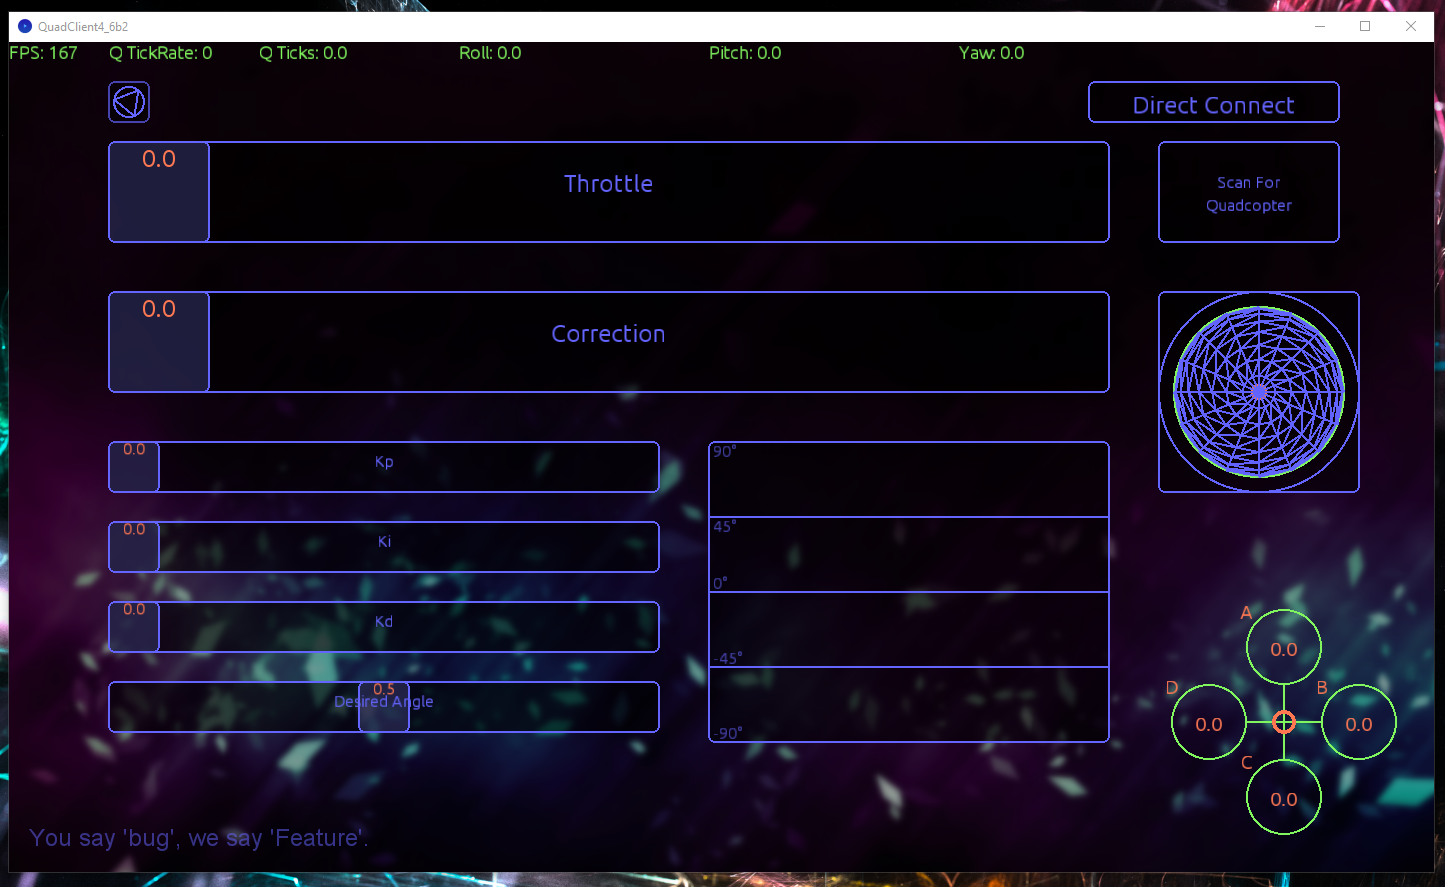 QuadClient4_6b2
FPS: 167 Q TickRate: 0 Q Ticks: 0.0 Roll: 0.0 Pitch: 0.0 Yaw: 0.0
Direct Connect
0.0
Throttle
Scan For
Quadcopter
0.0
Correction
0.0
Kp
0.0
Ki
0.0
Kd
0.5
Desired Angle
90°
45°
0°
-45°
-90°
A
0.0
D
0.0
B
0.0
C
0.0
You say 'bug', we say 'Feature'.